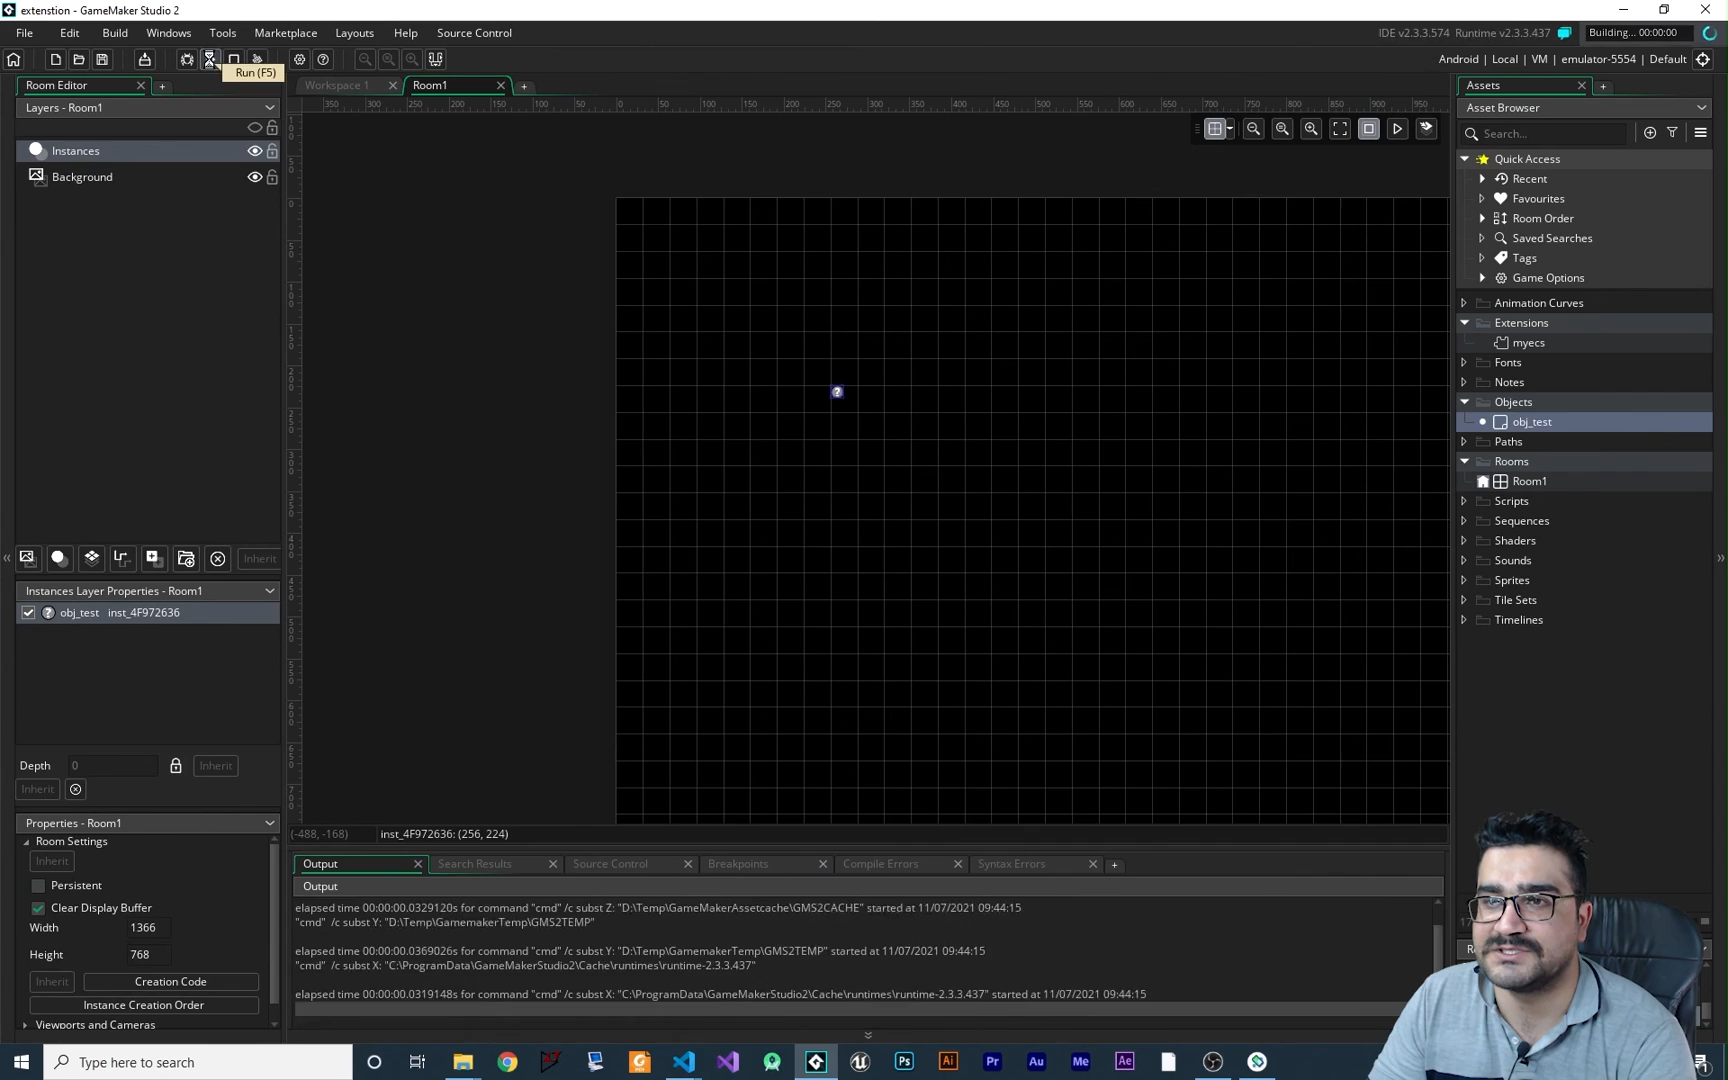 extenstion - GameMaker Studio 2
File Edit Build Windows Tools Marketplace Layouts Help Source Control
IDE v2.3.3.574 Runtime v2.3.3.437 Building... 00:00:00
Run (F5)
Android | Local | VM | emulator-5554 | Default
Room Editor
Workspace 1
Room1
Assets
Layers - Room1
Asset Browser
Search...
Instances
Background
Quick Access
Recent
Favourites
Room Order
Saved Searches
Tags
Game Options
Animation Curves
Extensions
myecs
Fonts
Notes
Objects
obj_test
Paths
Rooms
Room1
Scripts
Sequences
Shaders
Sounds
Sprites
Tile Sets
Timelines
Inherit
Instances Layer Properties - Room1
obj_test inst_4F972636
Depth 0 Inherit
Inherit
Properties - Room1
Room Settings
Inherit
Persistent
Clear Display Buffer
Width 1366
Height 768
Inherit Creation Code
Instance Creation Order
Viewports and Cameras
(-488, -168) inst_4F972636: (256, 224)
Output Search Results Source Control Breakpoints Compile Errors Syntax Errors
Output
elapsed time 00:00:00.0329120s for command "cmd" /c subst Z: "D:\Temp\GameMakerAssetcache\GMS2CACHE" started at 11/07/2021 09:44:15
"cmd" /c subst Y: "D:\Temp\GamemakerTemp\GMS2TEMP"
elapsed time 00:00:00.0369026s for command "cmd" /c subst Y: "D:\Temp\GamemakerTemp\GMS2TEMP" started at 11/07/2021 09:44:15
"cmd" /c subst X: "C:\ProgramData\GameMakerStudio2\Cache\runtimes\runtime-2.3.3.437"
elapsed time 00:00:00.0319148s for command "cmd" /c subst X: "C:\ProgramData\GameMakerStudio2\Cache\runtimes\runtime-2.3.3.437" started at 11/07/2021 09:44:15
Type here to search